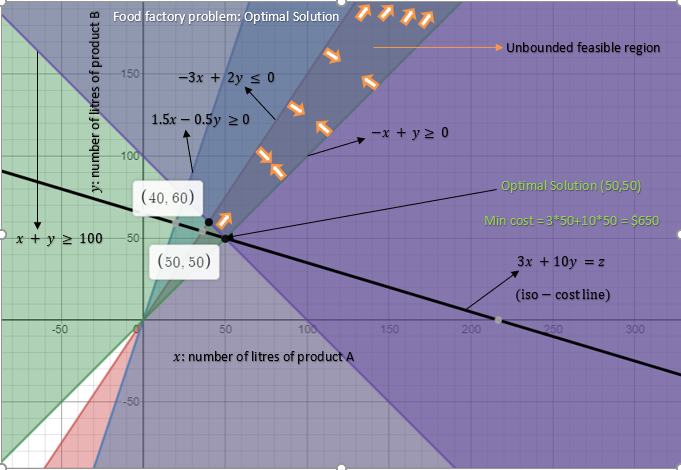 Food factory problem: Optimal Solution
y: number of litres of product B
Unbounded feasible region
150
−3x + 2y ≤ 0
1.5x − 0.5y ≥ 0
−x + y ≥ 0
100
Optimal Solution (50,50)
(40, 60)
Min cost =3*50+10*50 = $650
x + y ≥ 100
50
(50, 50)
3x + 10y = z
(iso − cost line)
-50
0
50
100
150
200
250
300
x: number of litres of product A
-50